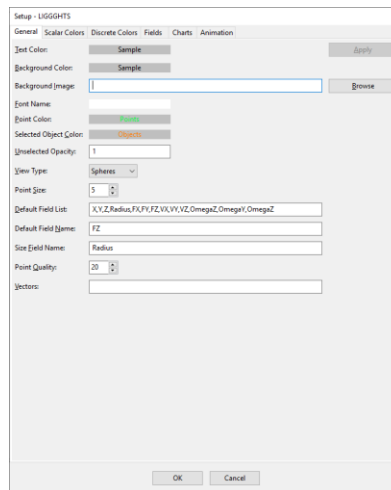 Setup - LIGGGHTS
General Scalar Colors Discrete Colors Fields Charts Animation
Text Color: Sample Apply
Background Color: Sample
Background Image: Browse
Font Name:
Point Color: Points
Selected Object Color: Objects
Unselected Opacity: 1
View Type: Spheres
Point Size: 5
Default Field List: X,Y,Z,Radius,FX,FY,FZ,VX,VY,VZ,OmegaZ,OmegaY,OmegaZ
Default Field Name: FZ
Size Field Name: Radius
Point Quality: 20
Vectors:
OK Cancel